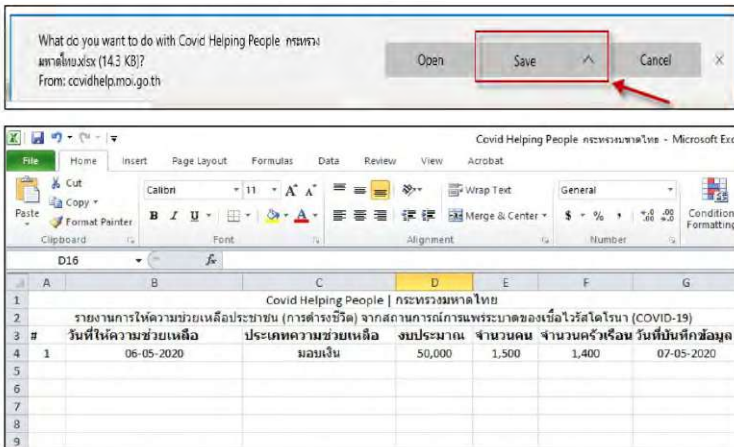 What do you want to do with Covid Helping People กระทรวง
มหาดไทย.xlsx (14.3 KB)?
From: covidhelp.moi.go.th
Open
Save
Cancel
Covid Helping People กระทรวงมหาดไทย - Microsoft Exc
File Home Insert Page Layout Formulas Data Review View Acrobat
Paste
Cut
Copy
Format Painter
Calibri 11 A A
B I U A
Wrap Text
Merge & Center
General
$ % , .0 .00 .00 .0
Condition
Formatting
Clipboard Font Alignment Number
D16 fx
A B C D E F G
1 Covid Helping People | กระทรวงมหาดไทย
2 รายงานการให้ความช่วยเหลือประชาชน (การดำรงชีวิต) จากสถานการณ์การแพร่ระบาดของเชื้อไวรัสโคโรนา (COVID-19)
3 # วันที่ให้ความช่วยเหลือ ประเภทความช่วยเหลือ งบประมาณ จำนวนคน จำนวนครัวเรือน วันที่บันทึกข้อมูล
4 1 06-05-2020 มอบเงิน 50,000 1,500 1,400 07-05-2020
5
6
7
8
9